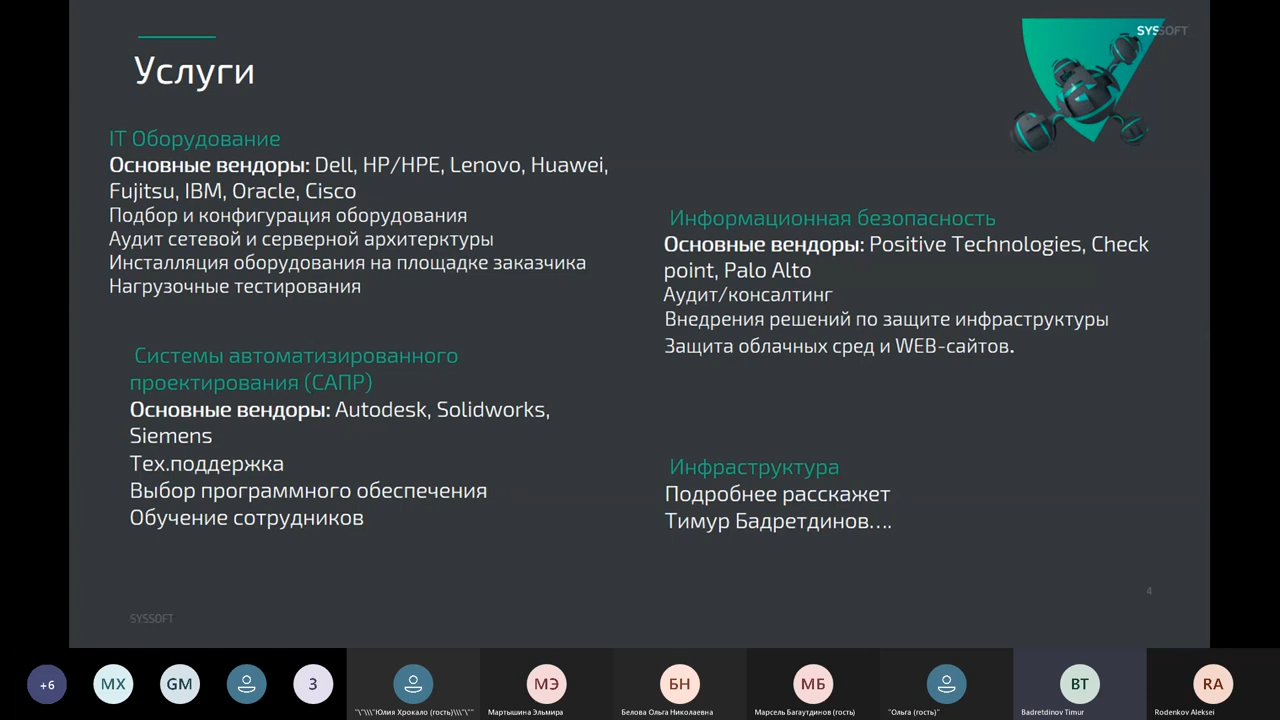 SYSSOFT
Услуги
IT Оборудование
Основные вендоры: Dell, HP/HPE, Lenovo, Huawei,
Fujitsu, IBM, Oracle, Cisco
Подбор и конфигурация оборудования
Аудит сетевой и серверной архитерктуры
Инсталляция оборудования на площадке заказчика
Нагрузочные тестирования
Системы автоматизированного
проектирования (САПР)
Основные вендоры: Autodesk, Solidworks,
Siemens
Тех.поддержка
Выбор программного обеспечения
Обучение сотрудников
Информационная безопасность
Основные вендоры: Positive Technologies, Check
point, Palo Alto
Аудит/консалтинг
Внедрения решений по защите инфраструктуры
Защита облачных сред и WEB-сайтов.
Инфраструктура
Подробнее расскажет
Тимур Бадретдинов....
4
SYSSOFT
+6
MX
GM
3
МЭ
БН
МБ
BT
RA
"\"\\\"Юлия Хрокало (гость)\\\"\""
Мартышина Эльмира
Белова Ольга Николаевна
Марсель Багаутдинов (гость)
"Ольга (гость)"
Badretdinov Timur
Rodenkov Aleksei